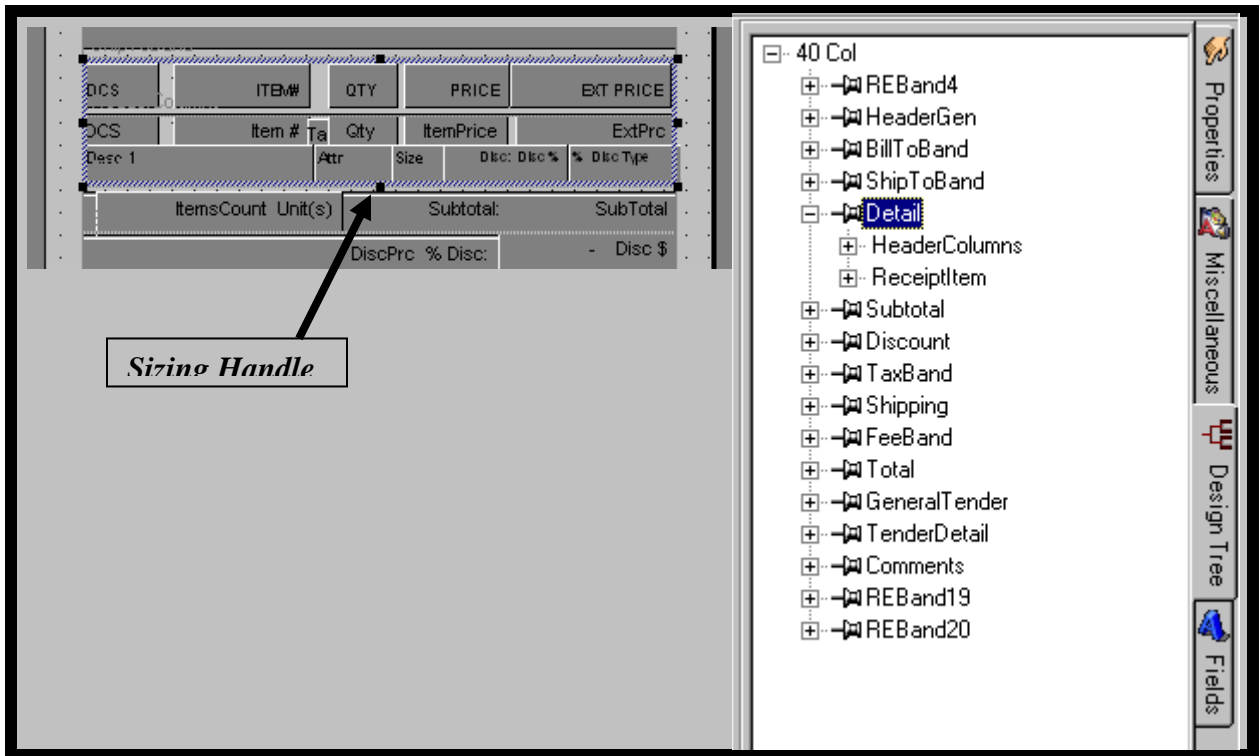 DCS ITEM# QTY PRICE EXT PRICE
DCS Item # Ta Qty ItemPrice ExtPrc
Desc 1 Attr Size Disc: Disc % % Disc Type
ItemsCount Unit(s) Subtotal: SubTotal
DiscPrc % Disc: - Disc $
Sizing Handle
40 Col
REBand4
HeaderGen
BillToBand
ShipToBand
Detail
HeaderColumns
ReceiptItem
Subtotal
Discount
TaxBand
Shipping
FeeBand
Total
GeneralTender
TenderDetail
Comments
REBand19
REBand20
Properties
Miscellaneous
Design Tree
Fields